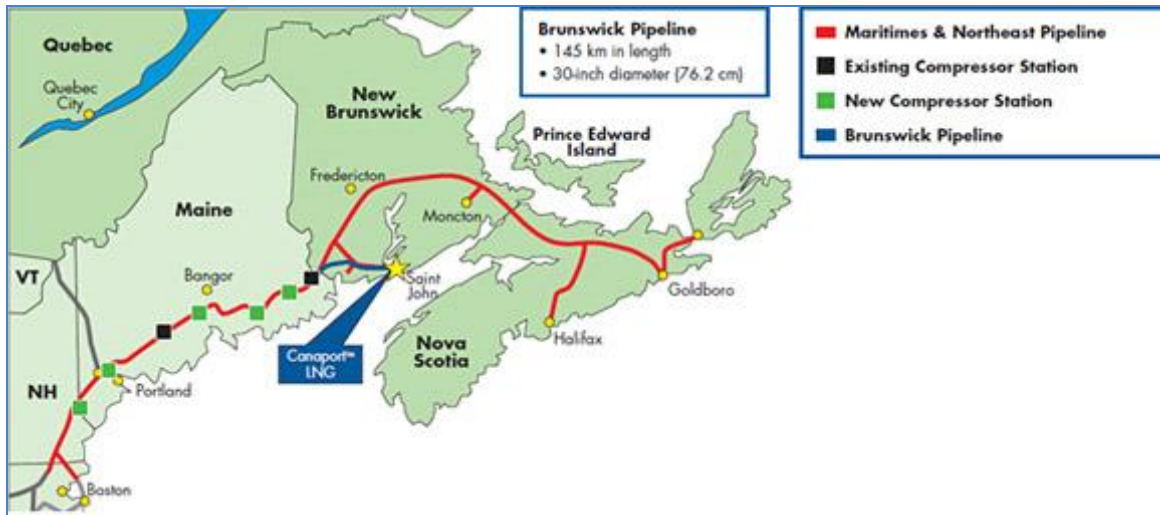 Brunswick Pipeline
• 145 km in length
• 30-inch diameter (76.2 cm)
Maritimes & Northeast Pipeline
Existing Compressor Station
New Compressor Station
Brunswick Pipeline
Quebec
Quebec
City
New
Brunswick
Prince Edward
Island
Fredericton
Maine
Moncton
Bangor
VT
Saint
John
Goldboro
Halifax
Nova
Scotia
Canaport™
LNG
NH
Portland
Boston